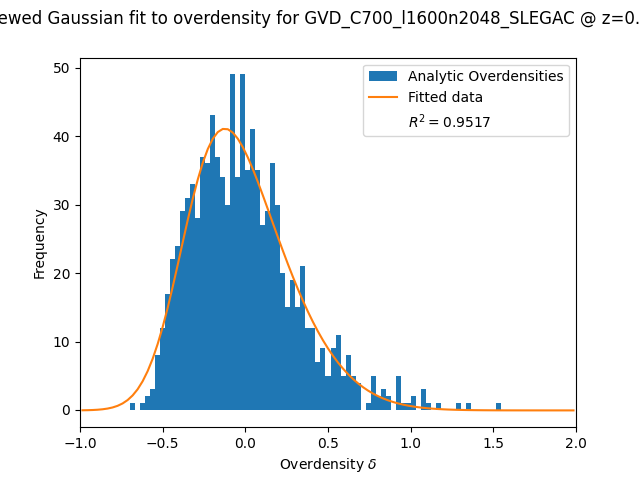 ewed Gaussian fit to overdensity for GVD_C700_l1600n2048_SLEGAC @ z=0.
Analytic Overdensities
Fitted data
R² = 0.9517
Frequency
50
40
30
20
10
0
−1.0 −0.5 0.0 0.5 1.0 1.5 2.0
Overdensity δ